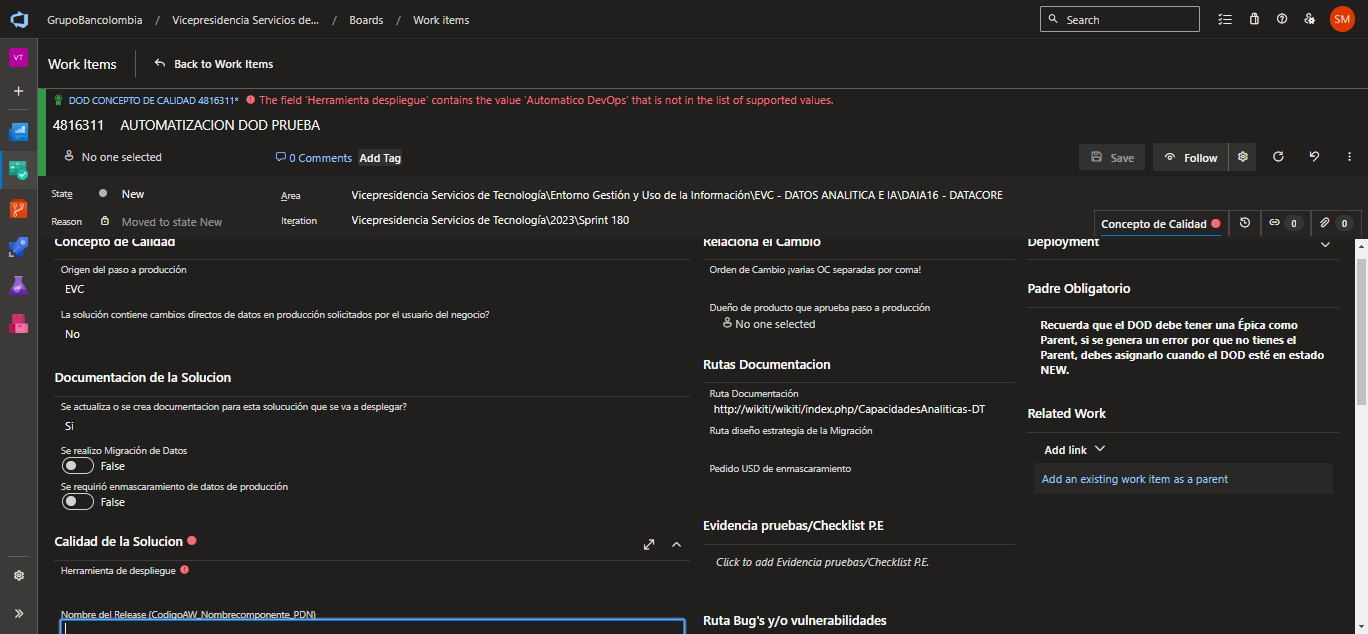 GrupoBancolombia / Vicepresidencia Servicios de... / Boards / Work items
Search
SM
VT
Work Items
Back to Work Items
DOD CONCEPTO DE CALIDAD 4816311* The field 'Herramienta despliegue' contains the value 'Automatico DevOps' that is not in the list of supported values.
4816311 AUTOMATIZACION DOD PRUEBA
No one selected
0 Comments
Add Tag
Save
Follow
State New
Area Vicepresidencia Servicios de Tecnología\Entorno Gestión y Uso de la Información\EVC - DATOS ANALITICA E IA\DAIA16 - DATACORE
Reason Moved to state New
Iteration Vicepresidencia Servicios de Tecnología\2023\Sprint 180
Concepto de Calidad
0
0
Concepto de Calidad
Origen del paso a producción
EVC
La solución contiene cambios directos de datos en producción solicitados por el usuario del negocio?
No
Documentacion de la Solucion
Se actualiza o se crea documentacion para esta solucución que se va a desplegar?
Si
Se realizo Migración de Datos
False
Se requirió enmascaramiento de datos de producción
False
Calidad de la Solucion
Herramienta de despliegue
Nombre del Release (CodigoAW_Nombrecomponente_PDN)
Relaciona el Cambio
Orden de Cambio ¡varias OC separadas por coma!
Dueño de producto que aprueba paso a producción
No one selected
Rutas Documentacion
Ruta Documentación
http://wikiti/wikiti/index.php/CapacidadesAnaliticas-DT
Ruta diseño estrategia de la Migración
Pedido USD de enmascaramiento
Evidencia pruebas/Checklist P.E
Click to add Evidencia pruebas/Checklist P.E.
Ruta Bug's y/o vulnerabilidades
Deployment
Padre Obligatorio
Recuerda que el DOD debe tener una Épica como
Parent, si se genera un error por que no tienes el
Parent, debes asignarlo cuando el DOD esté en estado
NEW.
Related Work
Add link
Add an existing work item as a parent